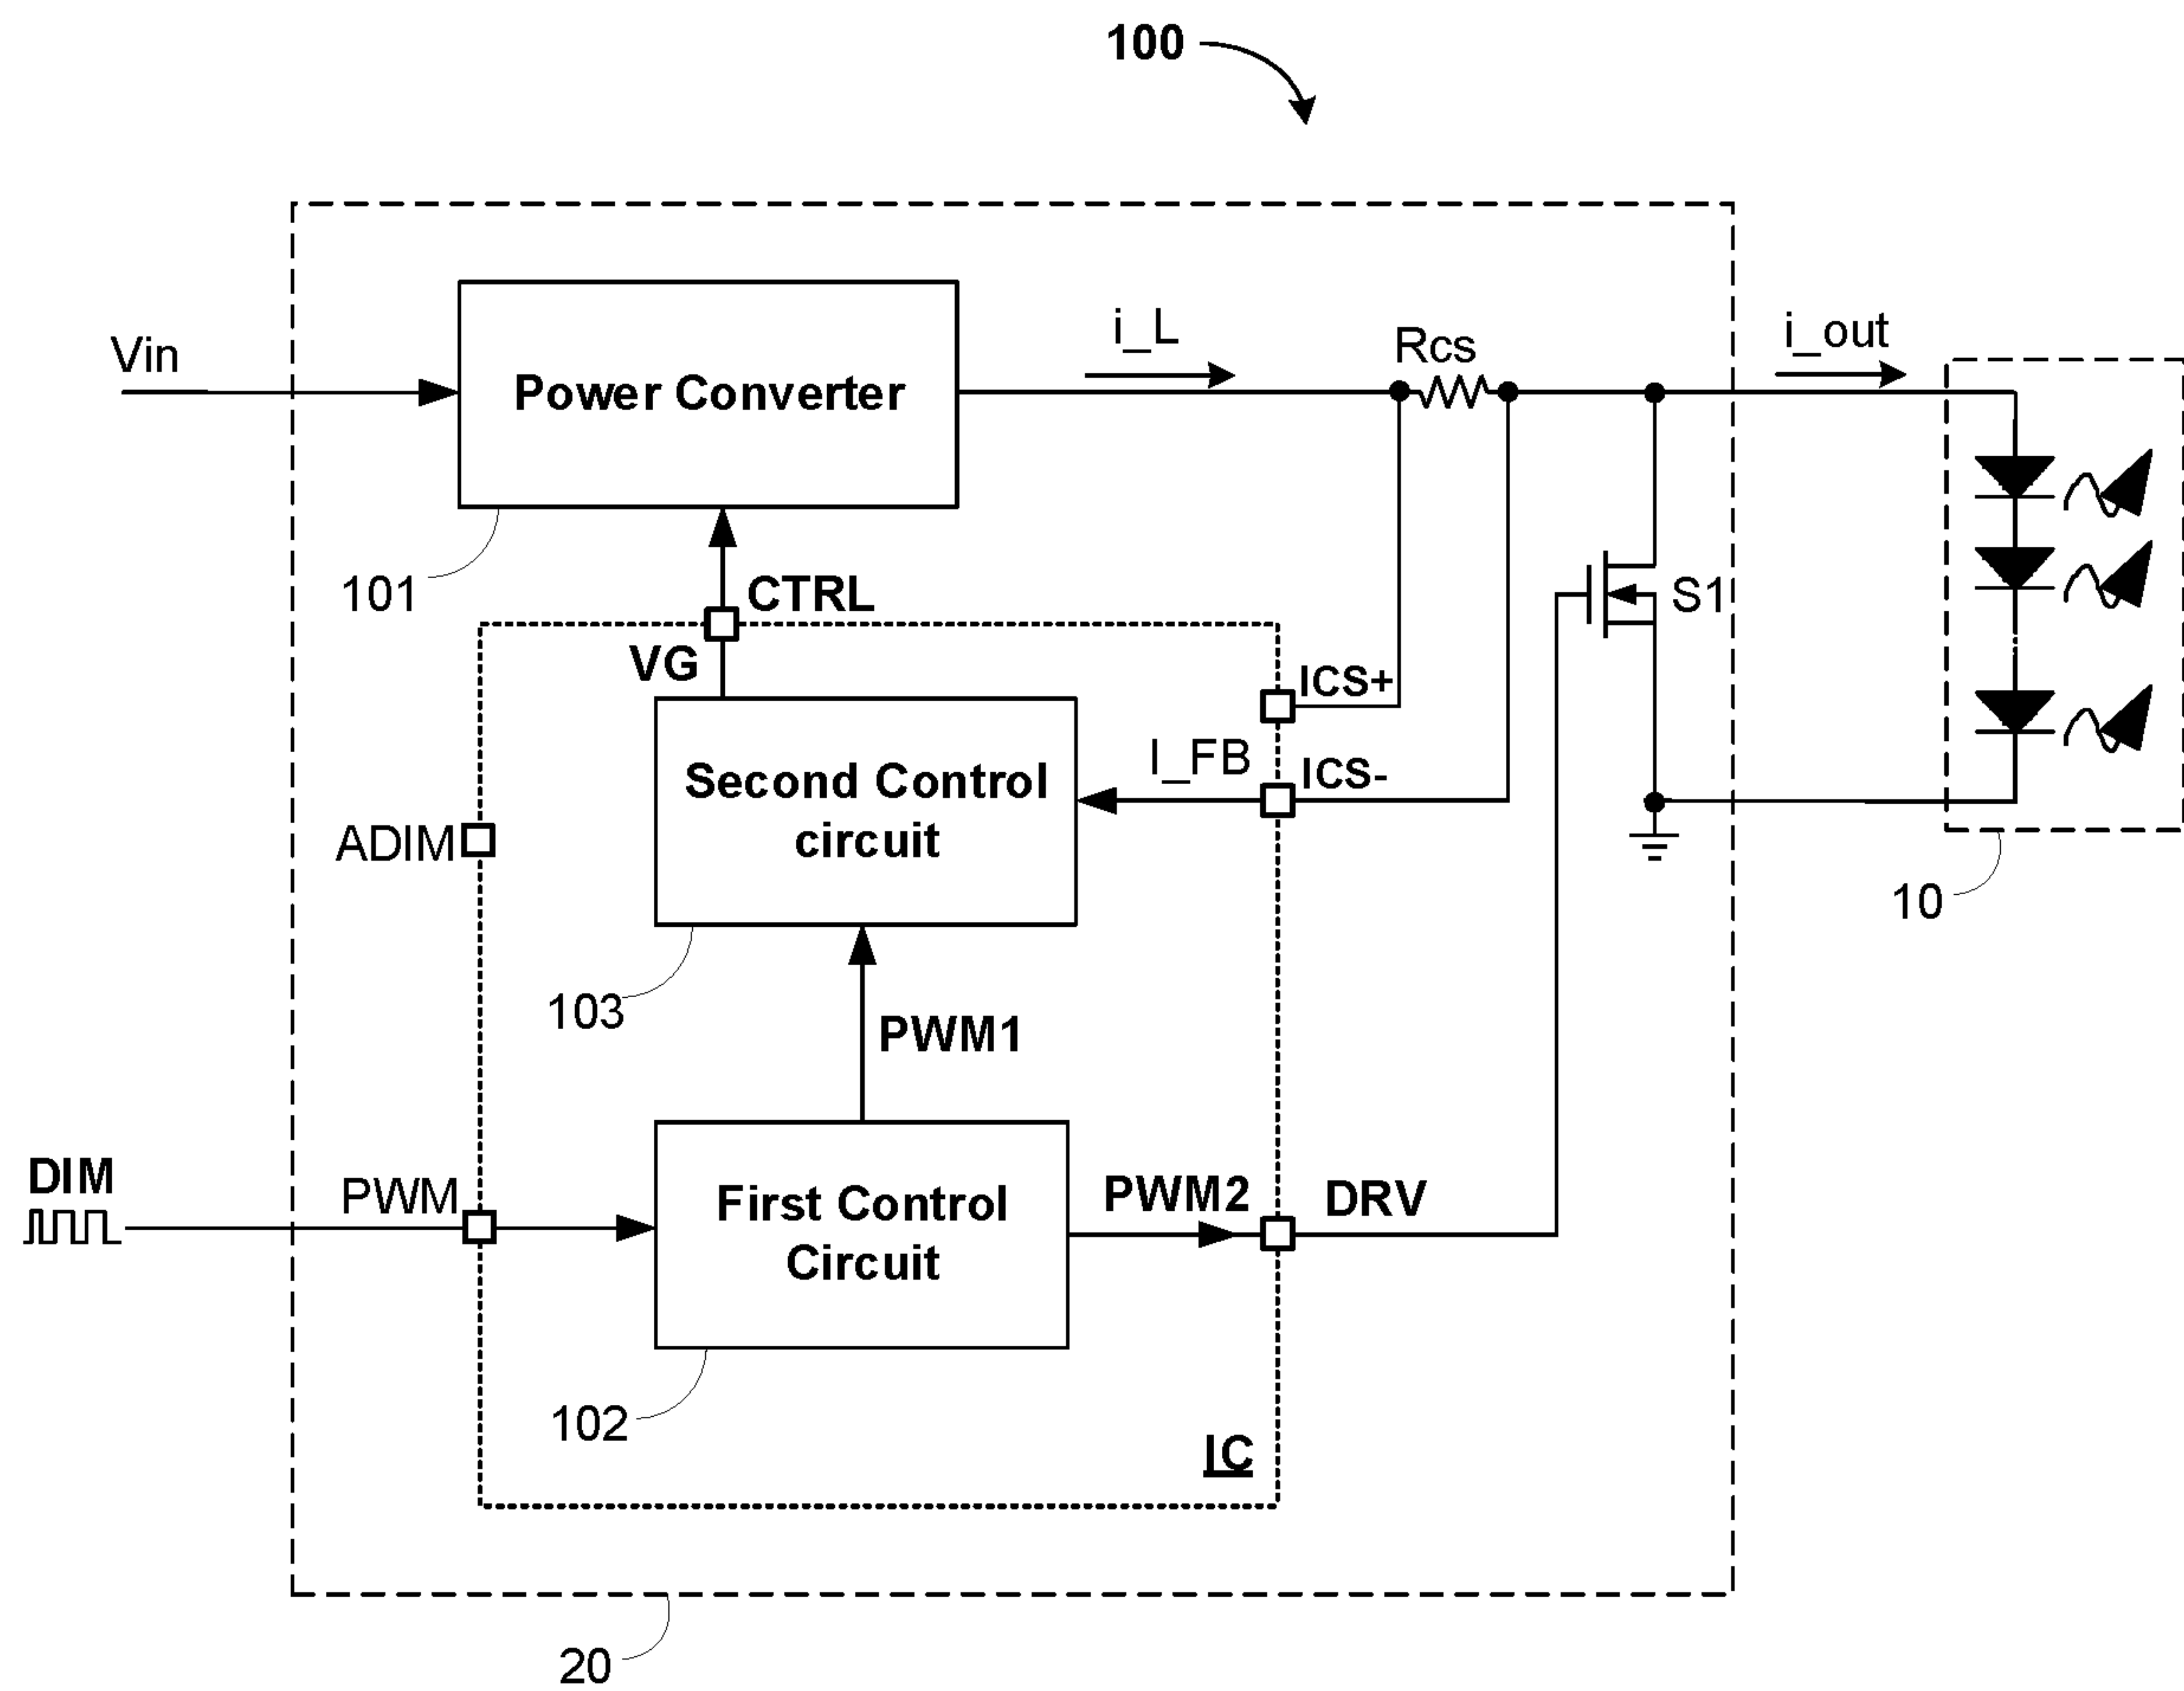 100
i_L
Rcs
i_out
Vin
Power Converter
101
CTRL
S1
VG
ICS+
I_FB
ICS-
Second Control
circuit
ADIM
10
103
PWM1
DIM
PWM
First Control
Circuit
PWM2
DRV
102
IC
20